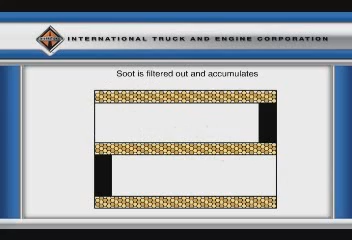 INTERNATIONAL TRUCK AND ENGINE CORPORATION
Soot is filtered out and accumulates